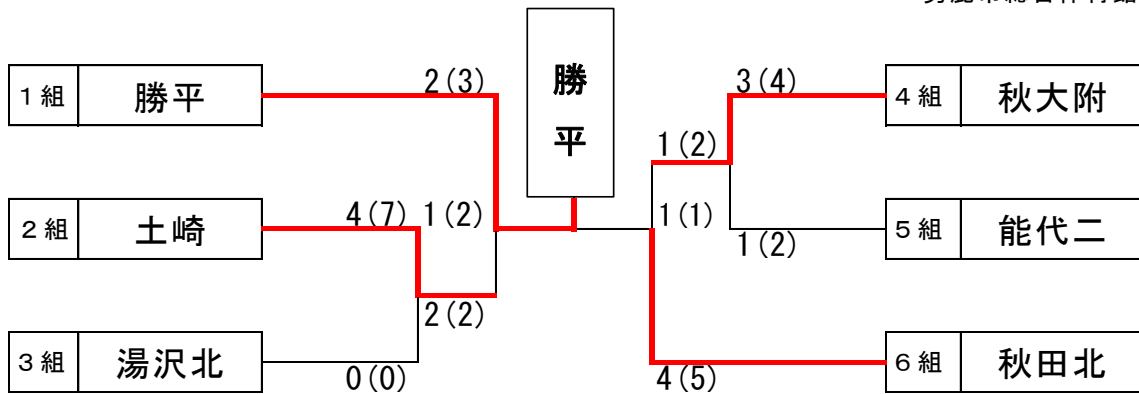 勝平
1組 勝平
2(3)
3(4)
4組 秋大附
1(2)
2組 土崎
4(7)
1(2)
1(1)
1(2)
5組 能代二
2(2)
3組 湯沢北
0(0)
4(5)
6組 秋田北